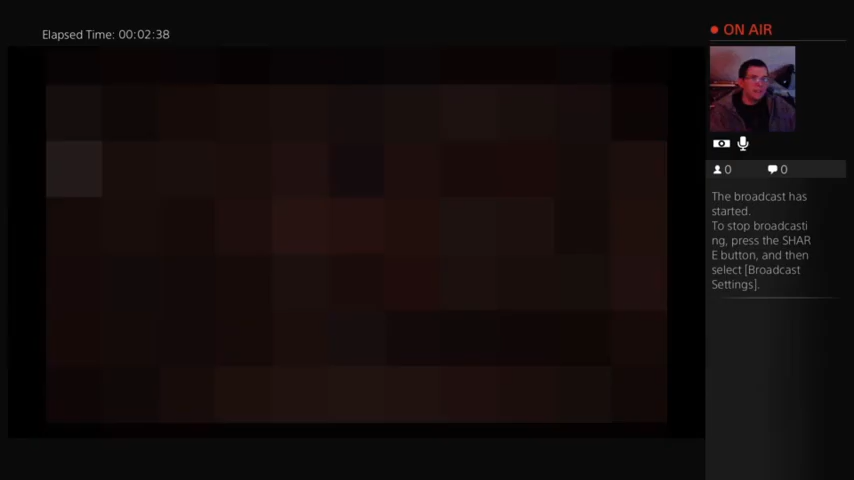 Elapsed Time: 00:02:38
ON AIR
0 0
The broadcast has
started.
To stop broadcasti
ng, press the SHAR
E button, and then
select [Broadcast
Settings].